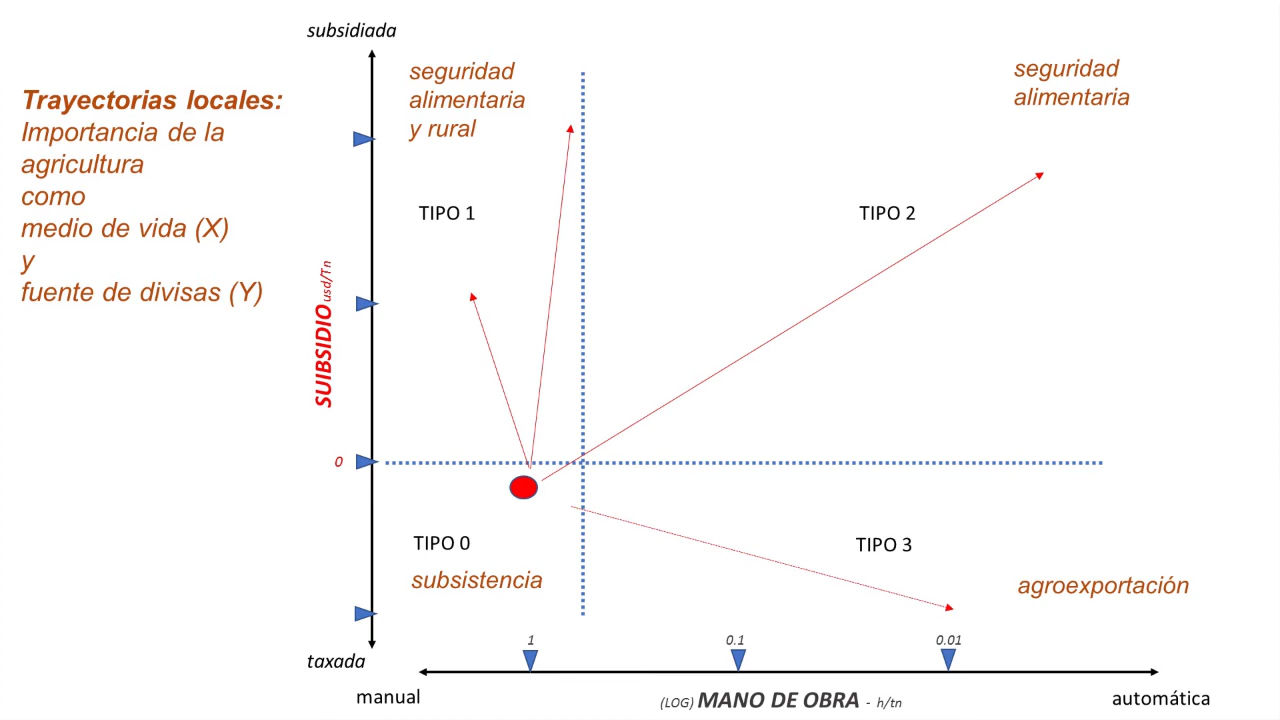 subsidiada
Trayectorias locales:
Importancia de la
agricultura
como
medio de vida (X)
y
fuente de divisas (Y)
seguridad
alimentaria
y rural
seguridad
alimentaria
TIPO 1
TIPO 2
SUIBSIDIO usd/Tn
0
TIPO 0
subsistencia
TIPO 3
agroexportación
1
0.1
0.01
taxada
manual
(LOG) MANO DE OBRA - h/tn
automática